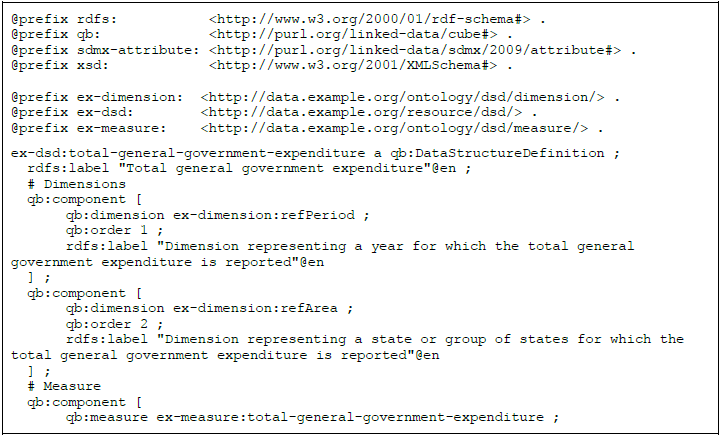 @prefix rdfs:           <http://www.w3.org/2000/01/rdf-schema#> .
@prefix qb:             <http://purl.org/linked-data/cube#> .
@prefix sdmx-attribute: <http://purl.org/linked-data/sdmx/2009/attribute#> .
@prefix xsd:            <http://www.w3.org/2001/XMLSchema#> .
@prefix ex-dimension:  <http://data.example.org/ontology/dsd/dimension/> .
@prefix ex-dsd:        <http://data.example.org/resource/dsd/> .
@prefix ex-measure:    <http://data.example.org/ontology/dsd/measure/> .
ex-dsd:total-general-government-expenditure a qb:DataStructureDefinition ;
  rdfs:label "Total general government expenditure"@en ;
  # Dimensions
  qb:component [
      qb:dimension ex-dimension:refPeriod ;
      qb:order 1 ;
      rdfs:label "Dimension representing a year for which the total general
government expenditure is reported"@en
  ] ;
  qb:component [
      qb:dimension ex-dimension:refArea ;
      qb:order 2 ;
      rdfs:label "Dimension representing a state or group of states for which the
total general government expenditure is reported"@en
  ] ;
  # Measure
  qb:component [
      qb:measure ex-measure:total-general-government-expenditure ;